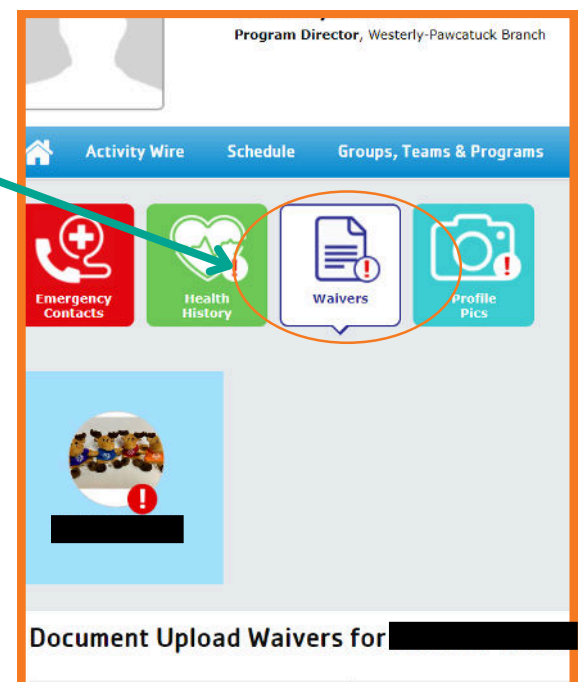 Program Director, Westerly-Pawcatuck Branch
Activity Wire Schedule Groups, Teams & Programs
Emergency
Contacts
Health
History
Waivers
Profile
Pics
Document Upload Waivers for